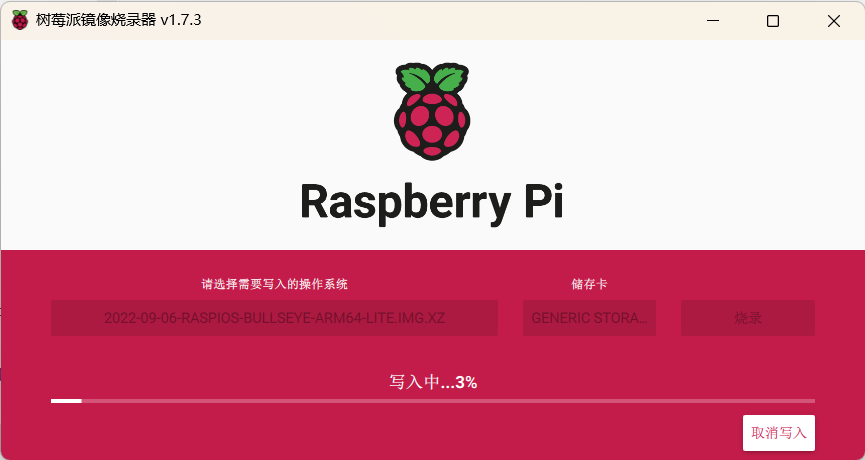 树莓派镜像烧录器 v1.7.3
Raspberry Pi
请选择需要写入的操作系统
储存卡
2022-09-06-RASPIOS-BULLSEYE-ARM64-LITE.IMG.XZ
GENERIC STORA...
烧录
写入中...3%
取消写入